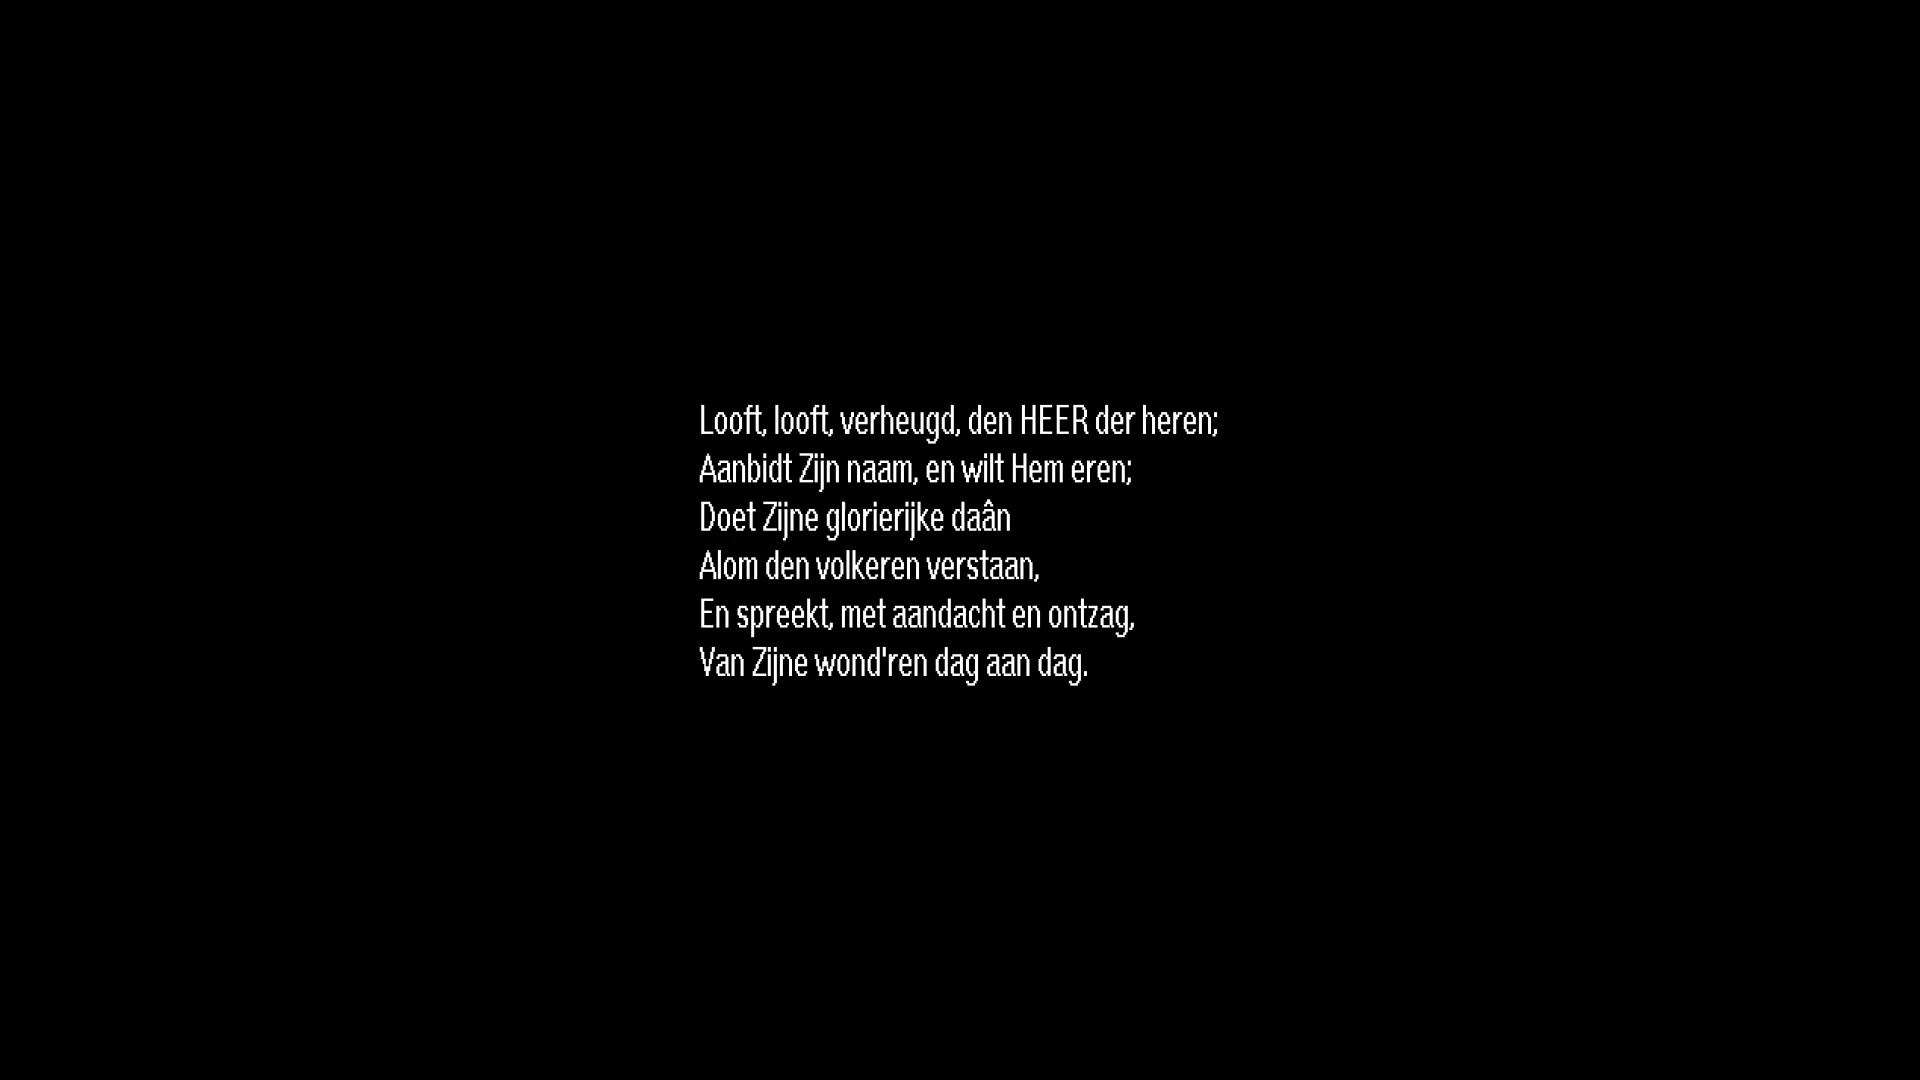 Looft, looft, verheugd, den HEER der heren;
Aanbidt Zijn naam, en wilt Hem eren;
Doet Zijne glorierijke daân
Alom den volkeren verstaan,
En spreekt, met aandacht en ontzag,
Van Zijne wond'ren dag aan dag.